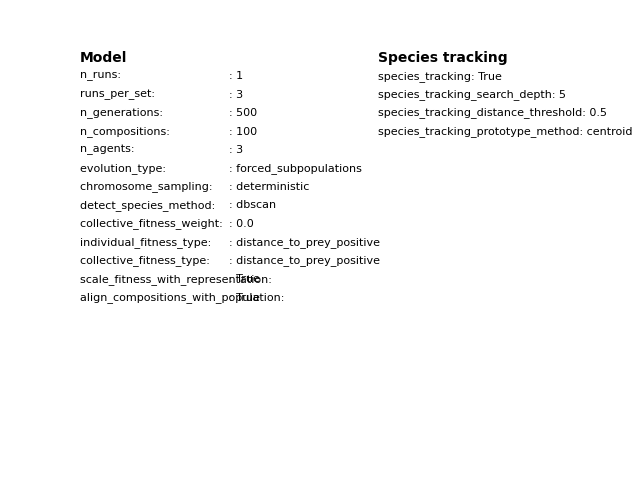 Model
n_runs: : 1
runs_per_set: : 3
n_generations: : 500
n_compositions: : 100
n_agents: : 3
evolution_type: : forced_subpopulations
chromosome_sampling: : deterministic
detect_species_method: : dbscan
collective_fitness_weight: : 0.0
individual_fitness_type: : distance_to_prey_positive
collective_fitness_type: : distance_to_prey_positive
scale_fitness_with_representation: : True
align_compositions_with_population: : True
Species tracking
species_tracking: True
species_tracking_search_depth: 5
species_tracking_distance_threshold: 0.5
species_tracking_prototype_method: centroid